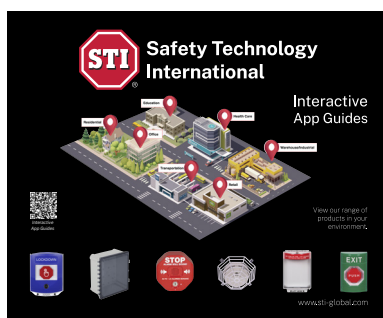 STI
®
Safety Technology
International
Interactive
App Guides
Education
Health Care
Residential
Office
Warehouse/Industrial
Transportation
Retail
Interactive
App Guides
View our range of
products in your
environment.
LOCKDOWN
STOP
EXIT
PUSH
www.sti-global.com